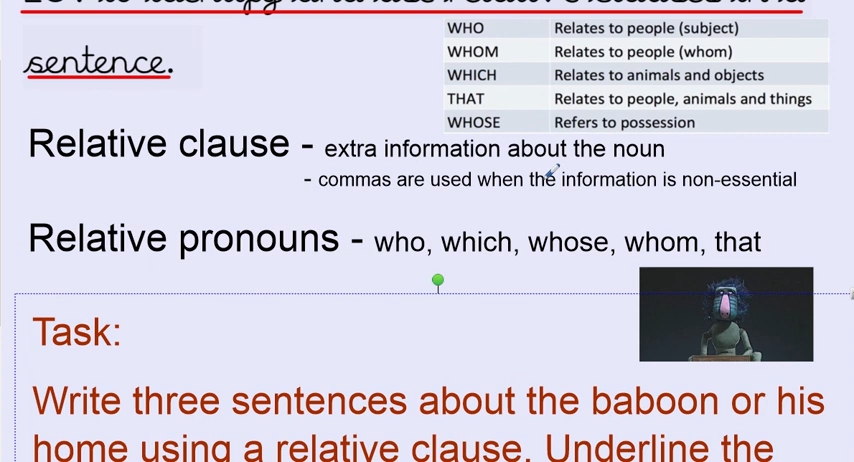 sentence.
WHO Relates to people (subject)
WHOM Relates to people (whom)
WHICH Relates to animals and objects
THAT Relates to people, animals and things
WHOSE Refers to possession
Relative clause - extra information about the noun
- commas are used when the information is non-essential
Relative pronouns - who, which, whose, whom, that
Task:
Write three sentences about the baboon or his
home using a relative clause. Underline the